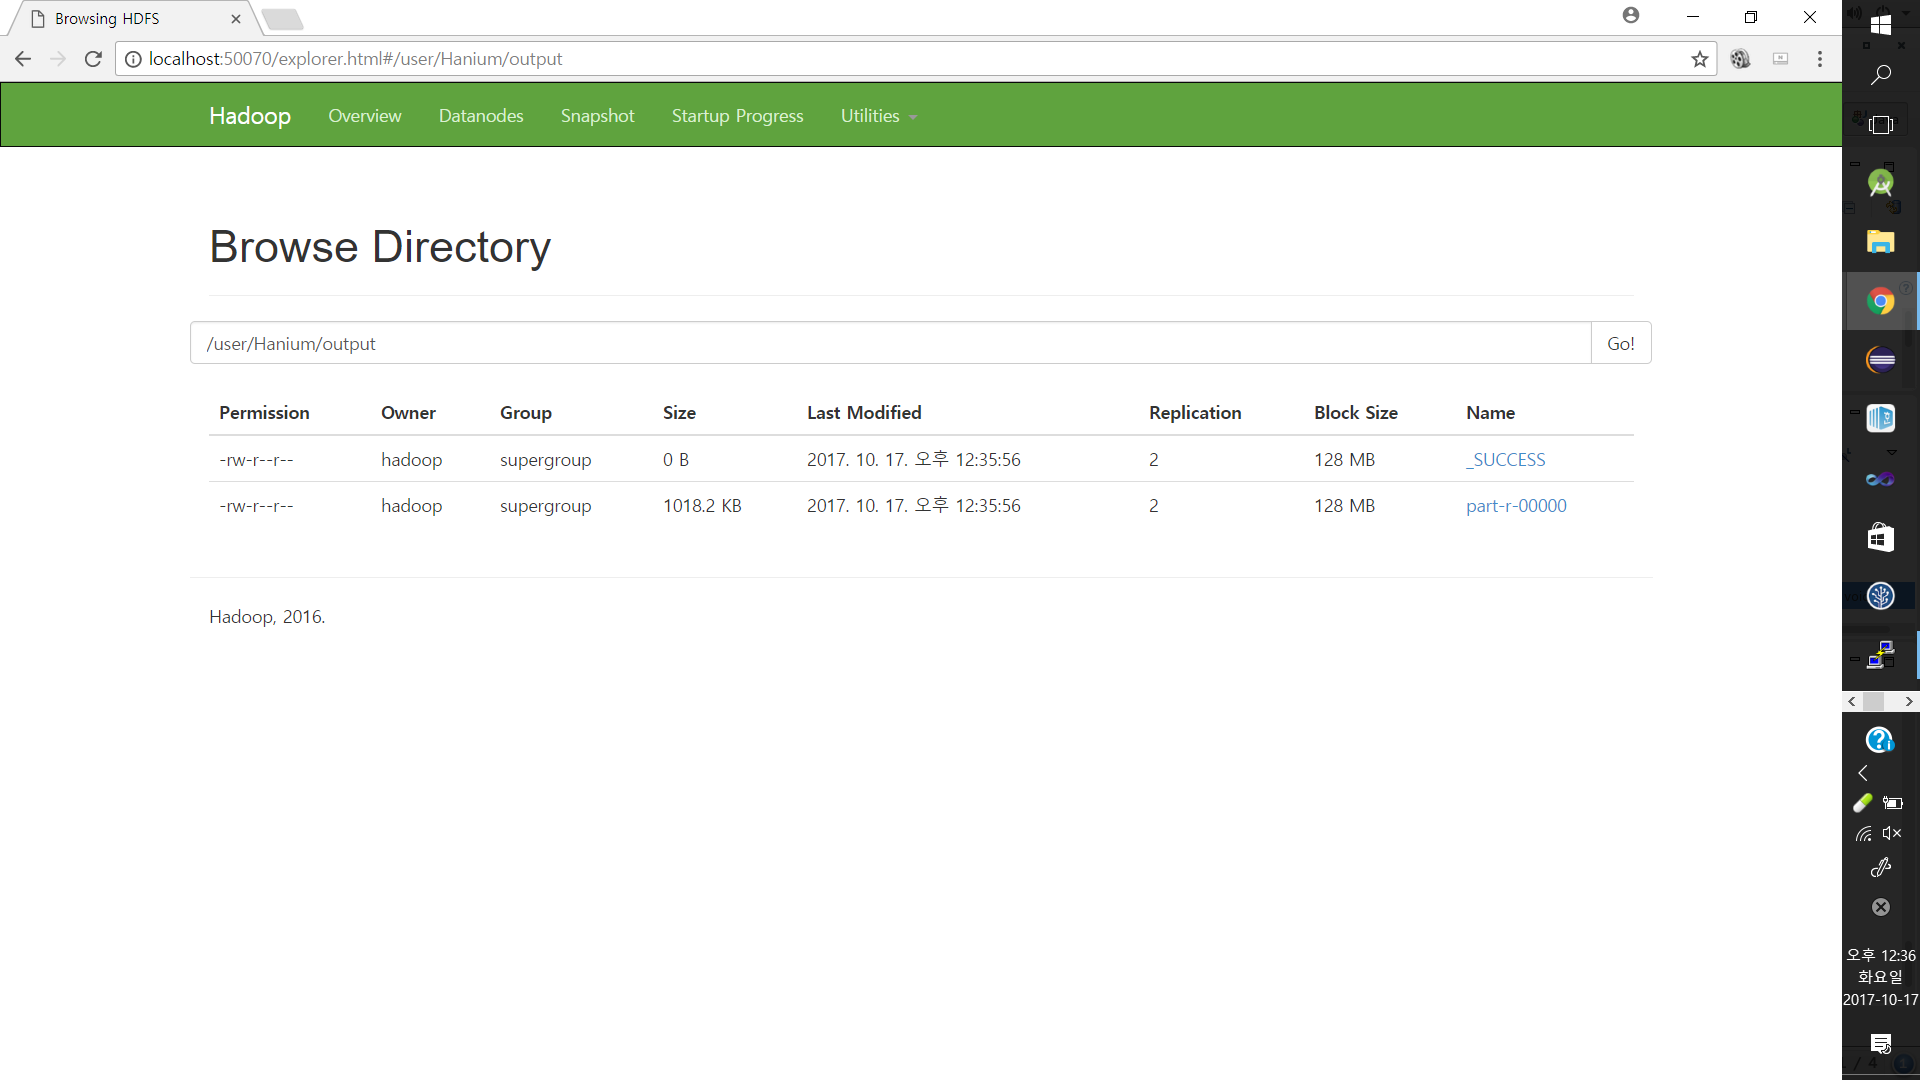 Browsing HDFS
localhost:50070/explorer.html#/user/Hanium/output
Hadoop Overview Datanodes Snapshot Startup Progress Utilities
Browse Directory
/user/Hanium/output Go!
Permission Owner Group Size Last Modified Replication Block Size Name
-rw-r--r-- hadoop supergroup 0 B 2017. 10. 17. 오후 12:35:56 2 128 MB _SUCCESS
-rw-r--r-- hadoop supergroup 1018.2 KB 2017. 10. 17. 오후 12:35:56 2 128 MB part-r-00000
Hadoop, 2016.
오후 12:36
화요일
2017-10-17